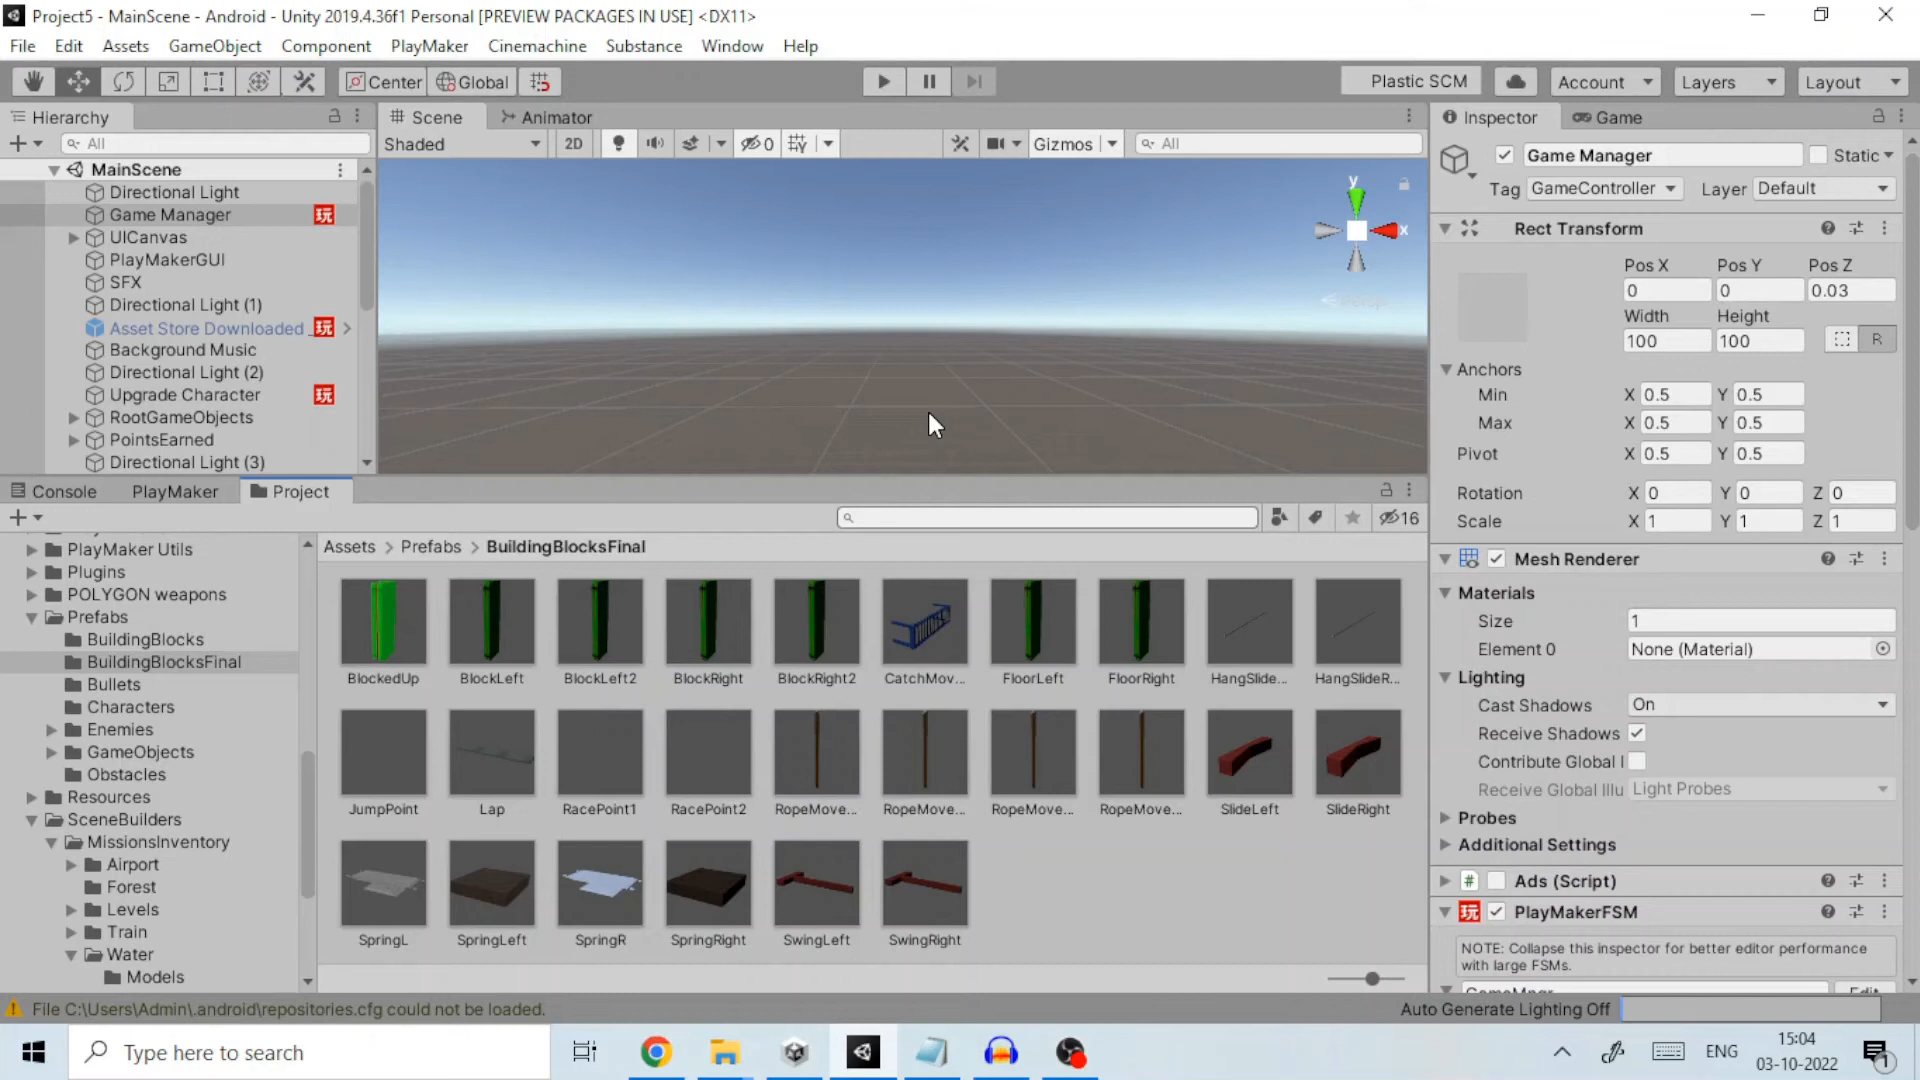 Project5 - MainScene - Android - Unity 2019.4.36f1 Personal [PREVIEW PACKAGES IN USE] <DX11>
File Edit Assets GameObject Component PlayMaker Cinemachine Substance Window Help
Center Global Plastic SCM Account Layers Layout
Hierarchy
All
MainScene
Directional Light
Game Manager 玩
UICanvas
PlayMakerGUI
SFX
Directional Light (1)
Asset Store Downloaded 玩
Background Music
Directional Light (2)
Upgrade Character 玩
RootGameObjects
PointsEarned
Directional Light (3)
Scene Animator
Shaded 2D 0 Gizmos All
y
x
Console PlayMaker Project
16
PlayMaker Utils
Plugins
POLYGON weapons
Prefabs
BuildingBlocks
BuildingBlocksFinal
Bullets
Characters
Enemies
GameObjects
Obstacles
Resources
SceneBuilders
MissionsInventory
Airport
Forest
Levels
Train
Water
Models
Assets > Prefabs > BuildingBlocksFinal
BlockedUp BlockLeft BlockLeft2 BlockRight BlockRight2 CatchMov... FloorLeft FloorRight HangSlide... HangSlideR...
JumpPoint Lap RacePoint1 RacePoint2 RopeMove... RopeMove... RopeMove... RopeMove... SlideLeft SlideRight
SpringL SpringLeft SpringR SpringRight SwingLeft SwingRight
Inspector Game
Game Manager Static
Tag GameController Layer Default
Rect Transform
Pos X Pos Y Pos Z
0 0 0.03
Width Height
100 100 R
Anchors
Min X 0.5 Y 0.5
Max X 0.5 Y 0.5
Pivot X 0.5 Y 0.5
Rotation X 0 Y 0 Z 0
Scale X 1 Y 1 Z 1
Mesh Renderer
Materials
Size 1
Element 0 None (Material)
Lighting
Cast Shadows On
Receive Shadows
Contribute Global I
Receive Global Illu Light Probes
Probes
Additional Settings
# Ads (Script)
玩 PlayMakerFSM
NOTE: Collapse this inspector for better editor performance
with large FSMs.
File C:\Users\Admin\.android\repositories.cfg could not be loaded.
Auto Generate Lighting Off
Type here to search
ENG
15:04
03-10-2022
1